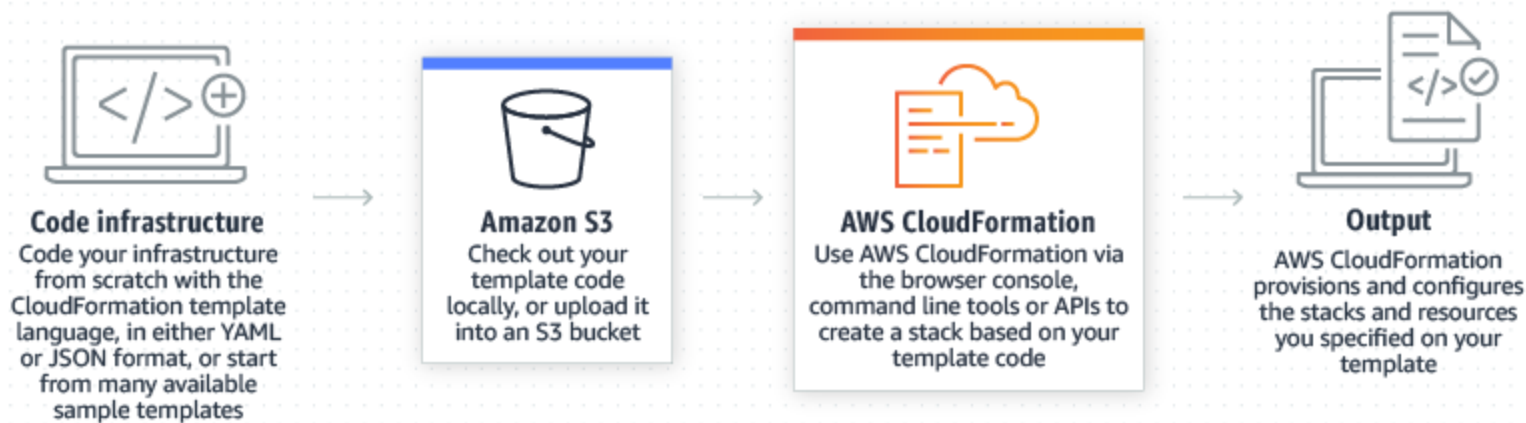 Code infrastructure
Code your infrastructure
from scratch with the
CloudFormation template
language, in either YAML
or JSON format, or start
from many available
sample templates
Amazon S3
Check out your
template code
locally, or upload it
into an S3 bucket
AWS CloudFormation
Use AWS CloudFormation via
the browser console,
command line tools or APIs to
create a stack based on your
template code
Output
AWS CloudFormation
provisions and configures
the stacks and resources
you specified on your
template